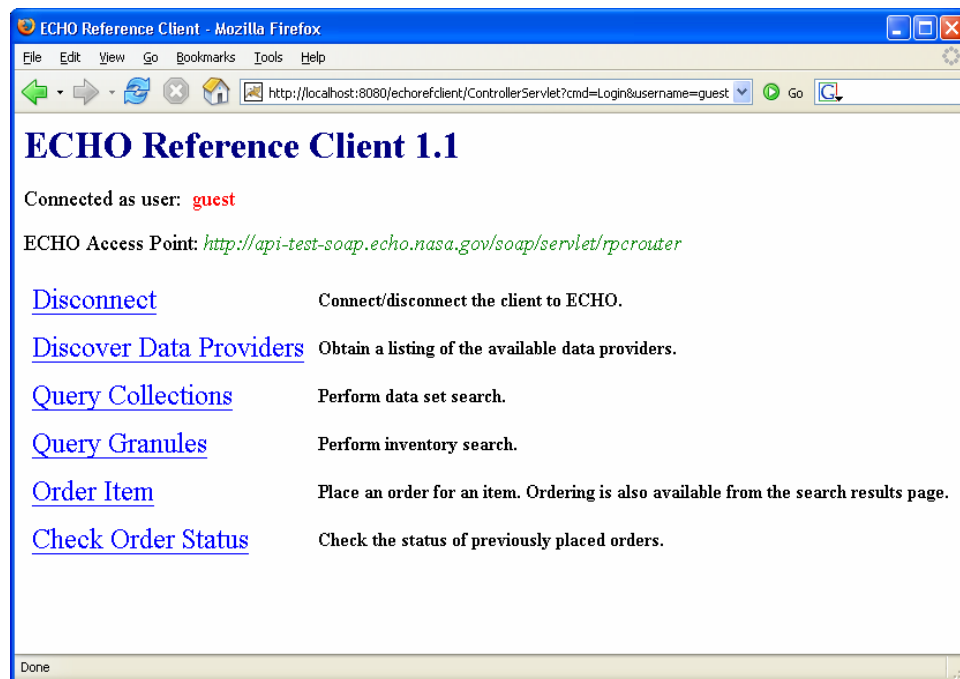 ECHO Reference Client - Mozilla Firefox
File Edit View Go Bookmarks Tools Help
http://localhost:8080/echorefclient/ControllerServlet?cmd=Login&username=guest Go G
ECHO Reference Client 1.1
Connected as user: guest
ECHO Access Point: http://api-test-soap.echo.nasa.gov/soap/servlet/rpcrouter
Disconnect Connect/disconnect the client to ECHO.
Discover Data Providers Obtain a listing of the available data providers.
Query Collections Perform data set search.
Query Granules Perform inventory search.
Order Item Place an order for an item. Ordering is also available from the search results page.
Check Order Status Check the status of previously placed orders.
Done